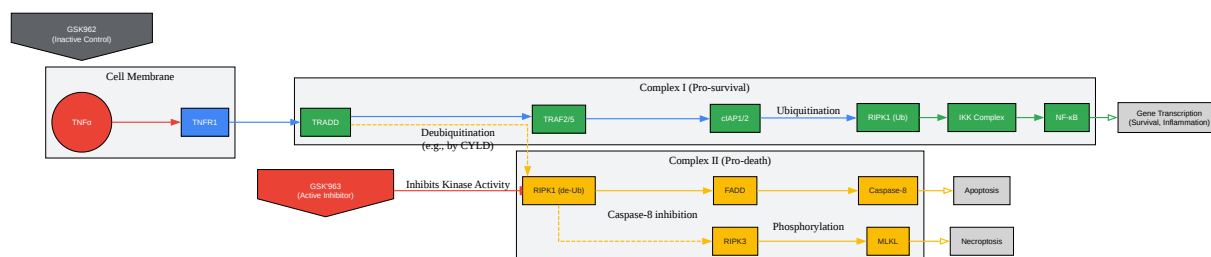 GSK962
(Inactive Control)
Cell Membrane
TNFα
TNFR1
Complex I (Pro-survival)
TRADD
TRAF2/5
cIAP1/2
Ubiquitination
RIPK1 (Ub)
IKK Complex
NF-κB
Gene Transcription
(Survival, Inflammation)
Deubiquitination
(e.g., by CYLD)
Complex II (Pro-death)
GSK'963
(Active Inhibitor)
Inhibits Kinase Activity
RIPK1 (de-Ub)
FADD
Caspase-8
Apoptosis
Caspase-8 inhibition
RIPK3
Phosphorylation
MLKL
Necroptosis